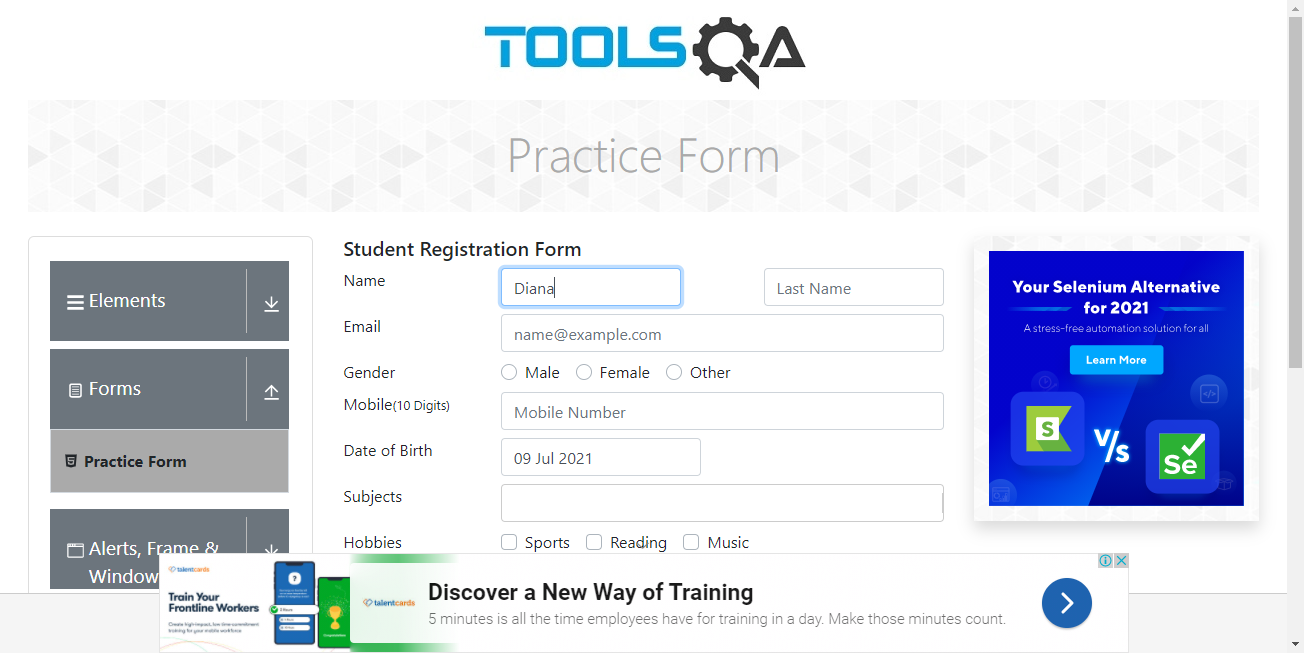 TOOLSQA
Practice Form
Elements
Forms
Practice Form
Alerts, Frame &
Window
Student Registration Form
Name
Diana
Last Name
Email
name@example.com
Gender
Male
Female
Other
Mobile(10 Digits)
Mobile Number
Date of Birth
09 Jul 2021
Subjects
Hobbies
Sports
Reading
Music
Your Selenium Alternative
for 2021
A stress-free automation solution for all
Learn More
S
V/s
Se
talentcards
Train Your
Frontline Workers
Create high-impact, low time-commitment
training for your mobile workforce
talentcards
Discover a New Way of Training
5 minutes is all the time employees have for training in a day. Make those minutes count.